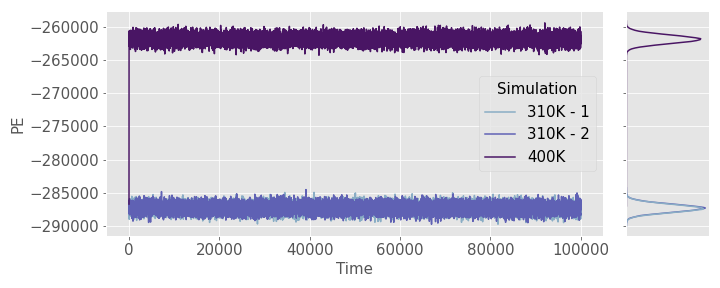 −260000
−265000
−270000
−275000
−280000
−285000
−290000
PE
Simulation
310K - 1
310K - 2
400K
0
20000
40000
60000
80000
100000
Time